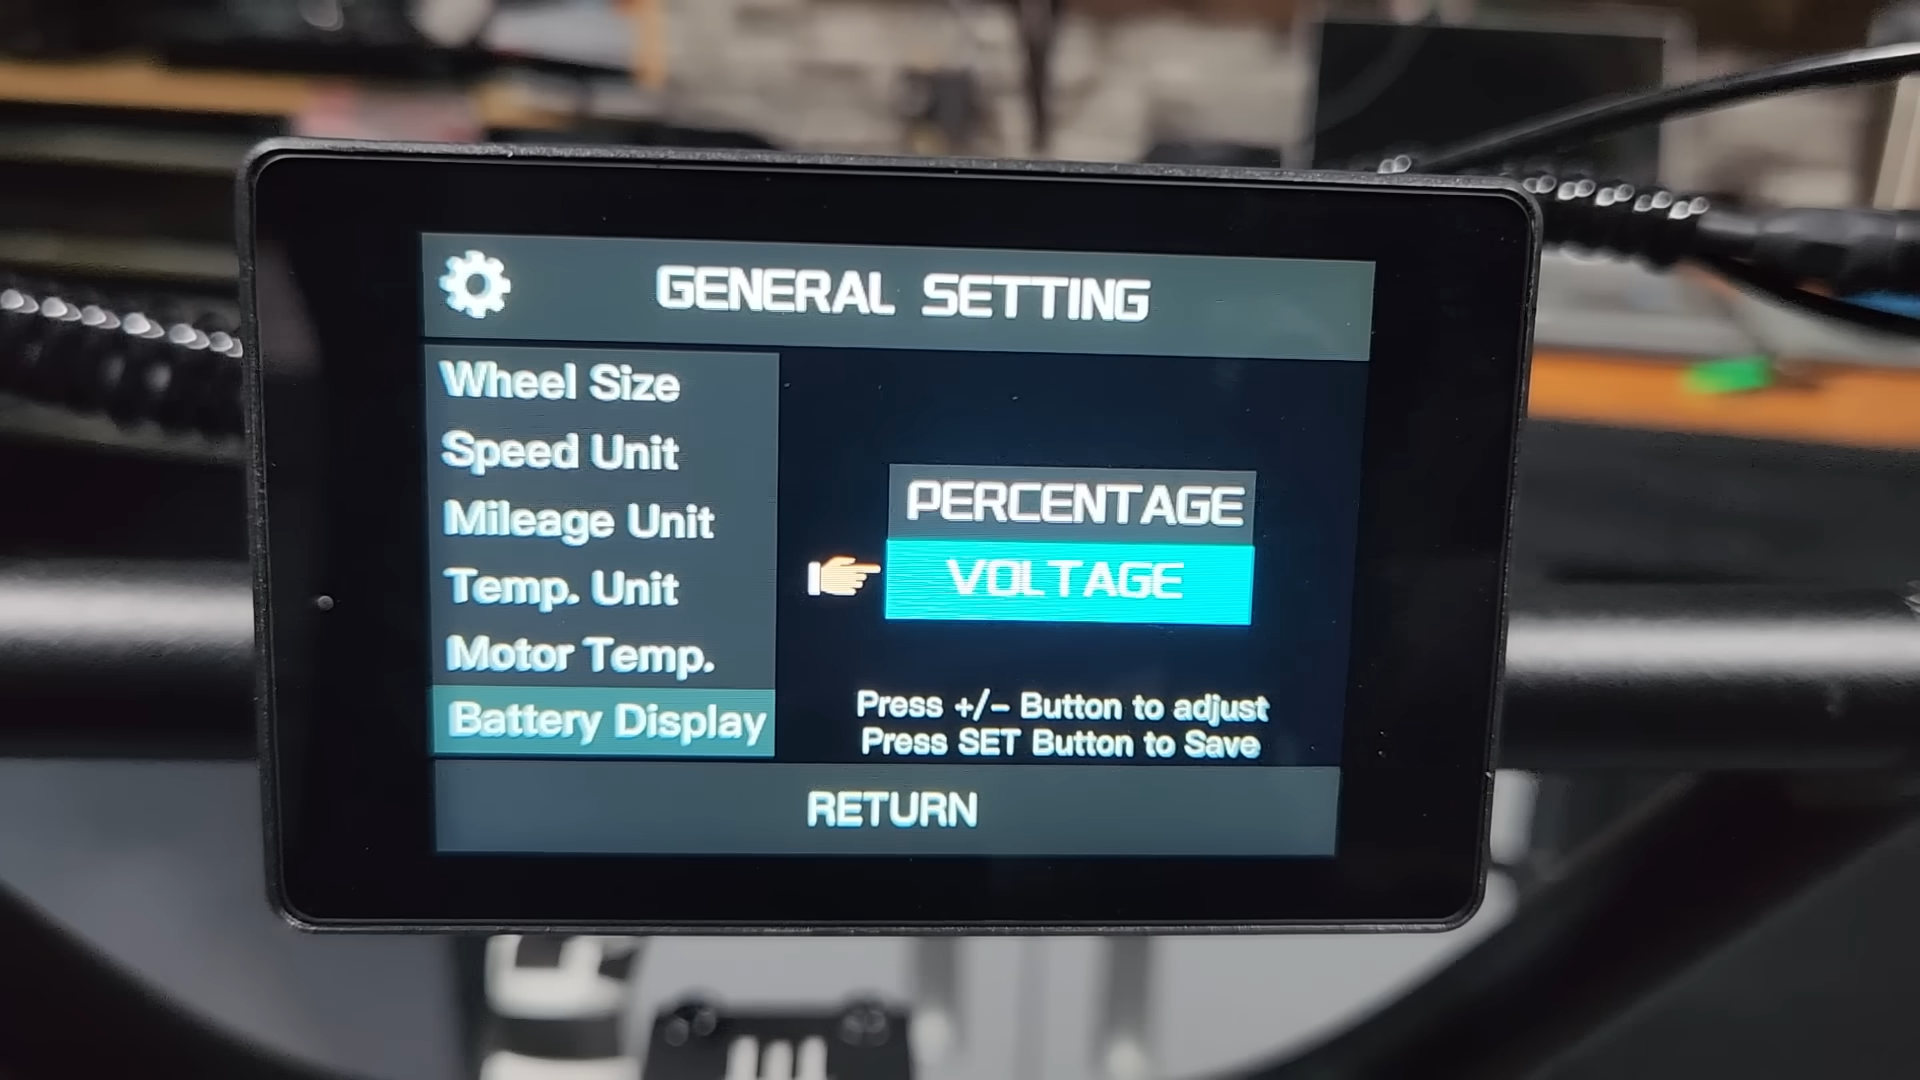 GENERAL SETTING
Wheel Size
Speed Unit
Mileage Unit
Temp. Unit
Motor Temp.
Battery Display
PERCENTAGE
VOLTAGE
Press +/- Button to adjust
Press SET Button to Save
RETURN